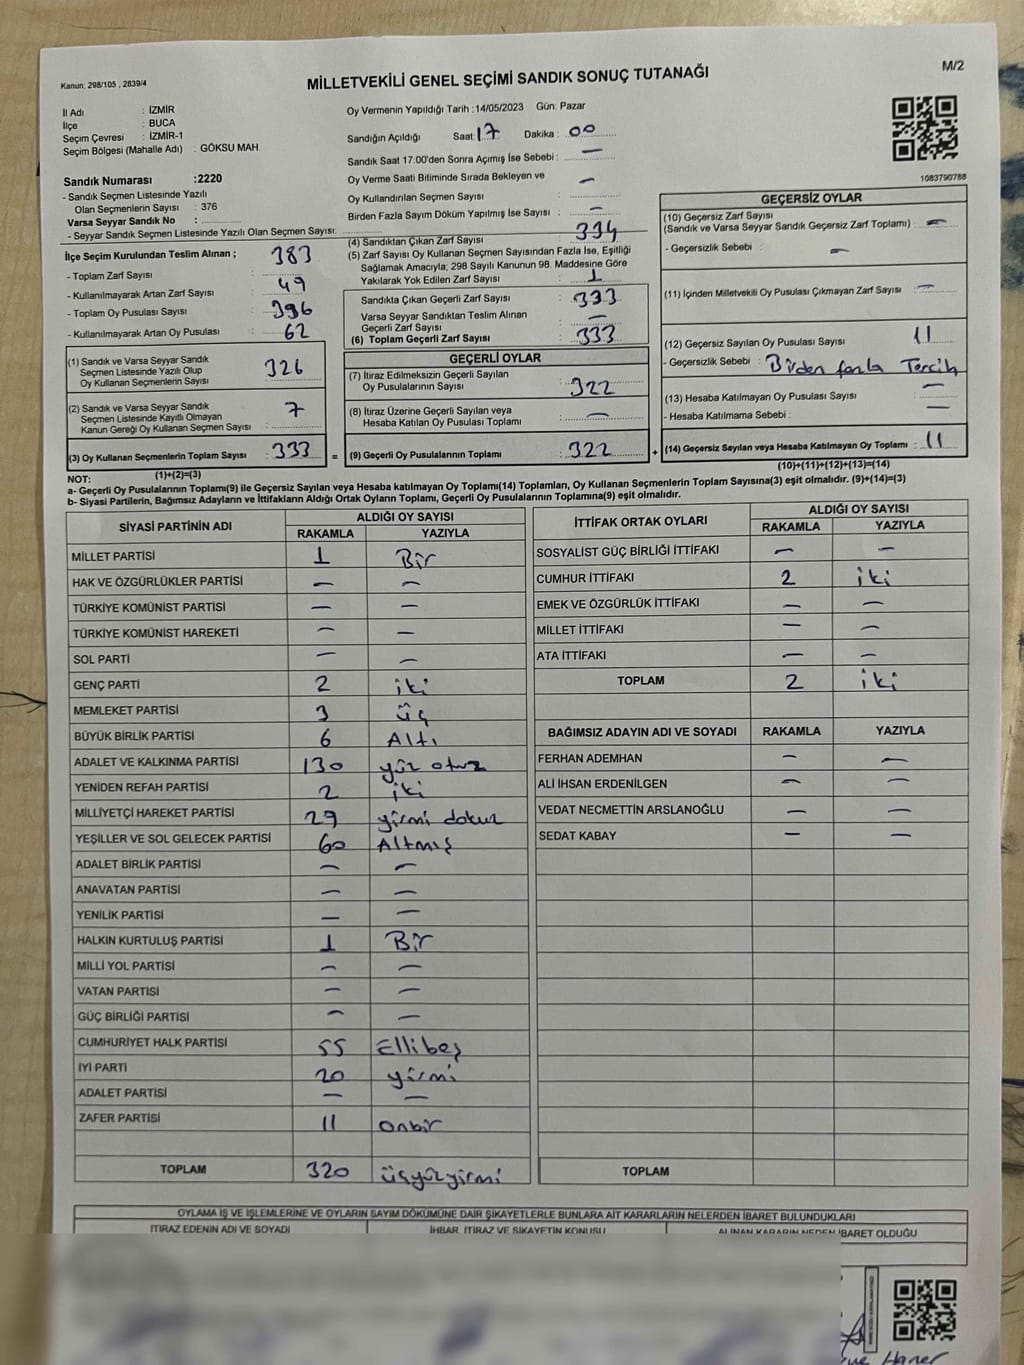 Kanun; 298/105 , 2839/4
MİLLETVEKİLİ GENEL SEÇİMİ SANDIK SONUÇ TUTANAĞI
M/2
İl Adı : İZMİR
İlçe : BUCA
Seçim Çevresi : İZMİR-1
Seçim Bölgesi (Mahalle Adı) : GÖKSU MAH.
Sandık Numarası :2220
- Sandık Seçmen Listesinde Yazılı
Olan Seçmenlerin Sayısı : 376
Varsa Seyyar Sandık No :
- Seyyar Sandık Seçmen Listesinde Yazılı Olan Seçmen Sayısı:
Oy Vermenin Yapıldığı Tarih :14/05/2023 Gün: Pazar
Sandığın Açıldığı Saat: 17 Dakika : 00
Sandık Saat 17:00'den Sonra Açımış İse Sebebi : —
Oy Verme Saati Bitiminde Sırada Bekleyen ve
Oy Kullandırılan Seçmen Sayısı : —
Birden Fazla Sayım Döküm Yapılmış İse Sayısı : —
1083790788
İlçe Seçim Kurulundan Teslim Alınan ;
- Toplam Zarf Sayısı : 383
- Kullanılmayarak Artan Zarf Sayısı : 49
- Toplam Oy Pusulası Sayısı : 396
- Kullanılmayarak Artan Oy Pusulası : 62
(1) Sandık ve Varsa Seyyar Sandık
Seçmen Listesinde Yazılı Olup
Oy Kullanan Seçmenlerin Sayısı : 326
(2) Sandık ve Varsa Seyyar Sandık
Seçmen Listesinde Kayıtlı Olmayan
Kanun Gereği Oy Kullanan Seçmen Sayısı : 7
(3) Oy Kullanan Seçmenlerin Toplam Sayısı : 333
(1)+(2)=(3)
(4) Sandıktan Çıkan Zarf Sayısı : 334
(5) Zarf Sayısı Oy Kullanan Seçmen Sayısından Fazla İse, Eşitliği
Sağlamak Amacıyla; 298 Sayılı Kanunun 98. Maddesine Göre
Yakılarak Yok Edilen Zarf Sayısı : 1
Sandıkta Çıkan Geçerli Zarf Sayısı : 333
Varsa Seyyar Sandıktan Teslim Alınan
Geçerli Zarf Sayısı : —
(6) Toplam Geçerli Zarf Sayısı : 333
GEÇERLİ OYLAR
(7) İtiraz Edilmeksizin Geçerli Sayılan
Oy Pusulalarının Sayısı : 322
(8) İtiraz Üzerine Geçerli Sayılan veya
Hesaba Katılan Oy Pusulası Toplamı : —
= (9) Geçerli Oy Pusulalarının Toplamı : 322 +
GEÇERSİZ OYLAR
(10) Geçersiz Zarf Sayısı
(Sandık ve Varsa Seyyar Sandık Geçersiz Zarf Toplamı) : —
- Geçersizlik Sebebi : —
(11) İçinden Milletvekili Oy Pusulası Çıkmayan Zarf Sayısı : —
(12) Geçersiz Sayılan Oy Pusulası Sayısı : 11
- Geçersizlik Sebebi : Birden fazla Tercih
(13) Hesaba Katılmayan Oy Pusulası Sayısı : —
- Hesaba Katılmama Sebebi : —
(14) Geçersiz Sayılan veya Hesaba Katılmayan Oy Toplamı : 11
(10)+(11)+(12)+(13)=(14)
NOT:
a- Geçerli Oy Pusulalarının Toplamı(9) ile Geçersiz Sayılan veya Hesaba katılmayan Oy Toplamı(14) Toplamları, Oy Kullanan Seçmenlerin Toplam Sayısına(3) eşit olmalıdır. (9)+(14)=(3)
b- Siyasi Partilerin, Bağımsız Adayların ve İttifakların Aldığı Ortak Oyların Toplamı, Geçerli Oy Pusulalarının Toplamına(9) eşit olmalıdır.
SİYASİ PARTİNİN ADI ALDIĞI OY SAYISI
RAKAMLA YAZIYLA
MİLLET PARTİSİ 1 Bir
HAK VE ÖZGÜRLÜKLER PARTİSİ — —
TÜRKİYE KOMÜNİST PARTİSİ — —
TÜRKİYE KOMÜNİST HAREKETİ — —
SOL PARTİ — —
GENÇ PARTİ 2 iki
MEMLEKET PARTİSİ 3 üç
BÜYÜK BİRLİK PARTİSİ 6 Altı
ADALET VE KALKINMA PARTİSİ 130 yüz otuz
YENİDEN REFAH PARTİSİ 2 iki
MİLLİYETÇİ HAREKET PARTİSİ 29 yirmi dokuz
YEŞİLLER VE SOL GELECEK PARTİSİ 60 Altmış
ADALET BİRLİK PARTİSİ — —
ANAVATAN PARTİSİ — —
YENİLİK PARTİSİ — —
HALKIN KURTULUŞ PARTİSİ 1 Bir
MİLLİ YOL PARTİSİ — —
VATAN PARTİSİ — —
GÜÇ BİRLİĞİ PARTİSİ — —
CUMHURİYET HALK PARTİSİ 55 Ellibeş
İYİ PARTİ 20 yirmi
ADALET PARTİSİ — —
ZAFER PARTİSİ 11 onbir
TOPLAM 320 üçyüzyirmi
İTTİFAK ORTAK OYLARI ALDIĞI OY SAYISI
RAKAMLA YAZIYLA
SOSYALİST GÜÇ BİRLİĞİ İTTİFAKI — —
CUMHUR İTTİFAKI 2 iki
EMEK VE ÖZGÜRLÜK İTTİFAKI — —
MİLLET İTTİFAKI — —
ATA İTTİFAKI — —
TOPLAM 2 iki
BAĞIMSIZ ADAYIN ADI VE SOYADI RAKAMLA YAZIYLA
FERHAN ADEMHAN — —
ALİ İHSAN ERDENİLGEN — —
VEDAT NECMETTİN ARSLANOĞLU — —
SEDAT KABAY — —
TOPLAM
OYLAMA İŞ VE İŞLEMLERİNE VE OYLARIN SAYIM DÖKÜMÜNE DAİR ŞİKAYETLERLE BUNLARA AİT KARARLARIN NELERDEN İBARET BULUNDUKLARI
İTİRAZ EDENİN ADI VE SOYADI İHBAR, İTİRAZ VE ŞİKAYETİN KONUSU ALINAN KARARIN NEDEN İBARET OLDUĞU